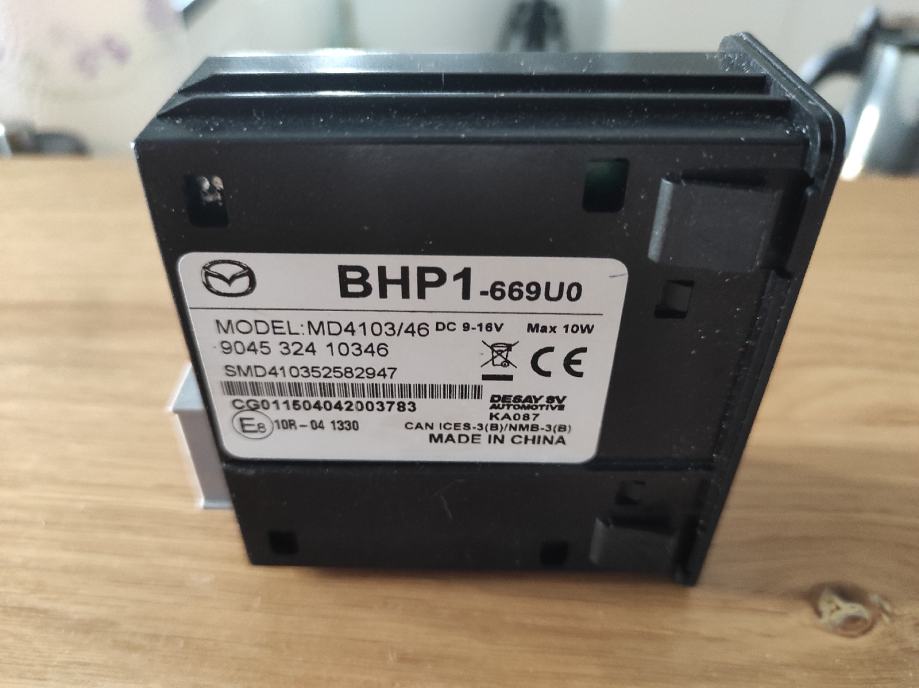 BHP1-669U0
MODEL:MD4103/46 DC 9-16V Max 10W
9045 324 10346
SMD410352582947
CG011504042003783
DESAY SV
AUTOMOTIVE
KA087
E8 10R-04 1330
CAN ICES-3(B)/NMB-3(B)
MADE IN CHINA
CE